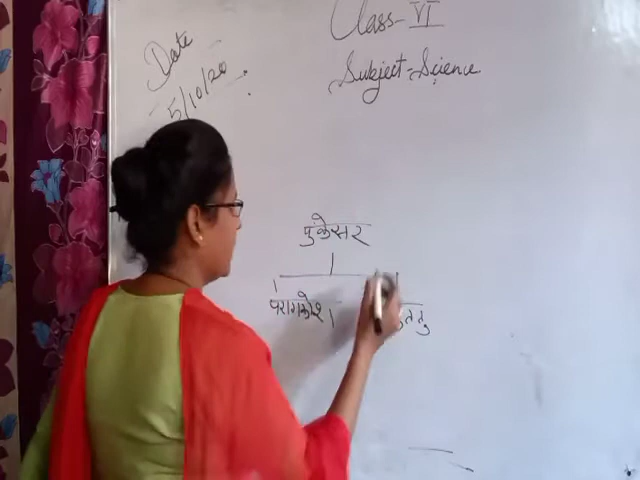 Class-VI
Date
Subject-Science
5/10/20
पुंकेसर
परागकोश
तंतु